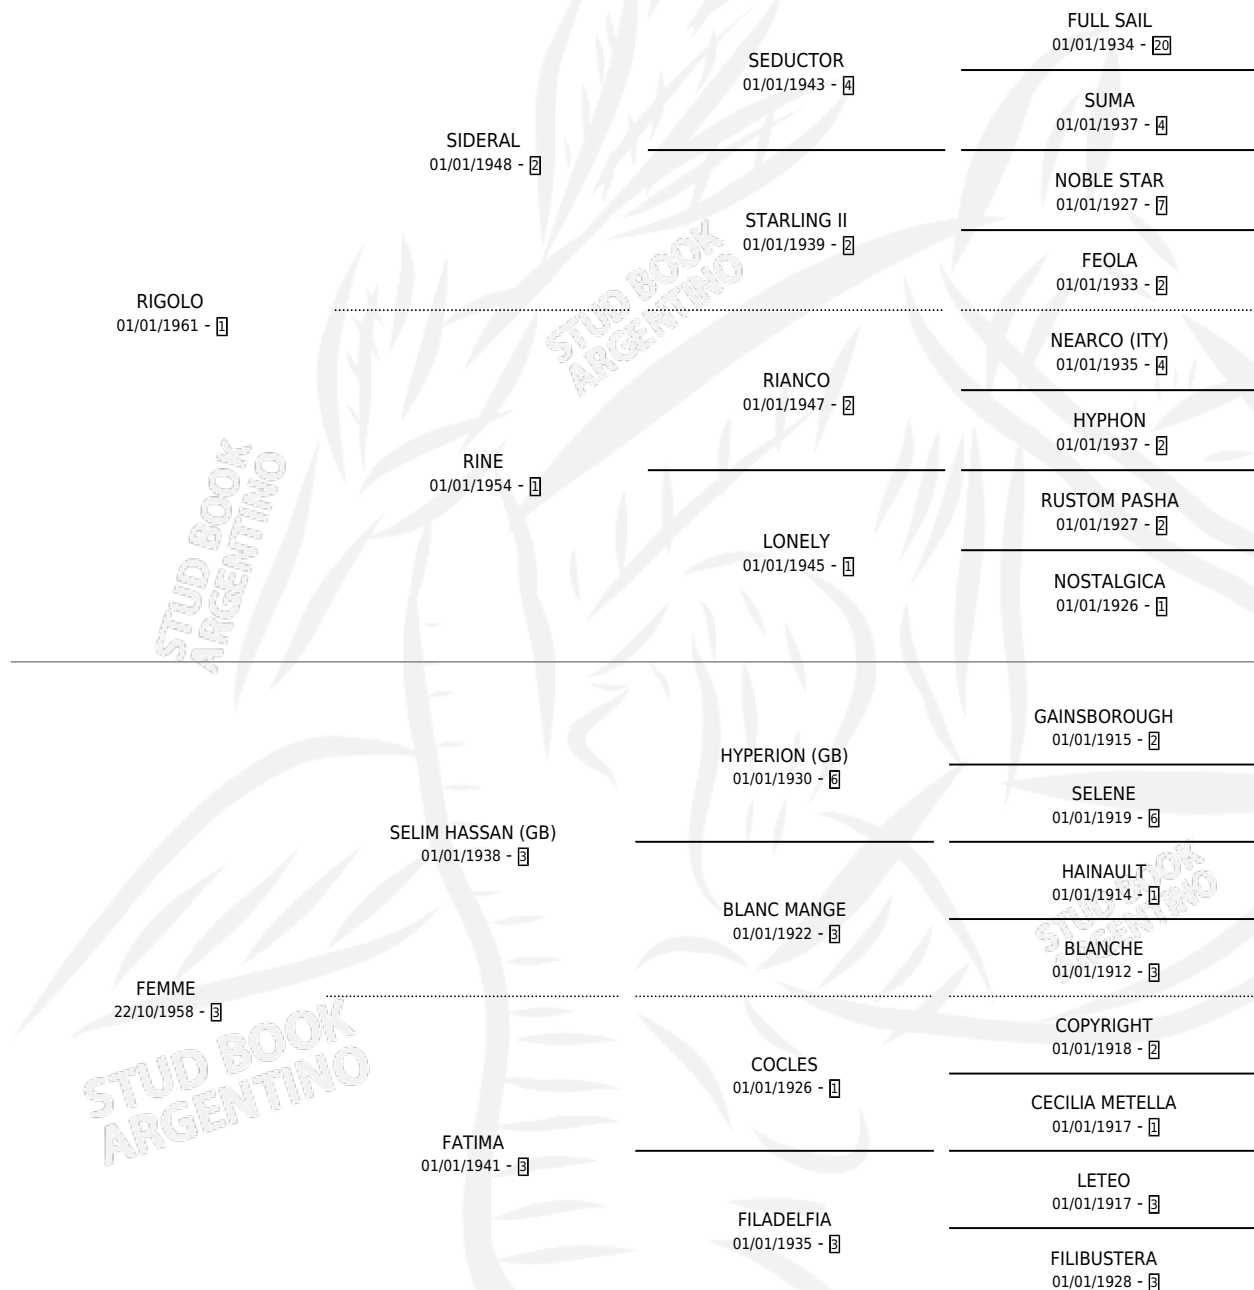 FULL SAIL
01/01/1934 - 20
SEDUCTOR
01/01/1943 - 4
SUMA
01/01/1937 - 4
SIDERAL
01/01/1948 - 2
NOBLE STAR
01/01/1927 - 7
STARLING II
01/01/1939 - 2
FEOLA
01/01/1933 - 2
RIGOLO
01/01/1961 - 1
NEARCO (ITY)
01/01/1935 - 4
RIANCO
01/01/1947 - 2
HYPHON
01/01/1937 - 2
RINE
01/01/1954 - 1
RUSTOM PASHA
01/01/1927 - 2
LONELY
01/01/1945 - 1
NOSTALGICA
01/01/1926 - 1
GAINSBOROUGH
01/01/1915 - 2
HYPERION (GB)
01/01/1930 - 6
SELENE
01/01/1919 - 6
SELIM HASSAN (GB)
01/01/1938 - 3
HAINAULT
01/01/1914 - 1
BLANC MANGE
01/01/1922 - 3
BLANCHE
01/01/1912 - 3
FEMME
22/10/1958 - 3
COPYRIGHT
01/01/1918 - 2
COCLES
01/01/1926 - 1
CECILIA METELLA
01/01/1917 - 1
FATIMA
01/01/1941 - 3
LETEO
01/01/1917 - 3
FILADELFIA
01/01/1935 - 3
FILIBUSTERA
01/01/1928 - 3
STUD BOOK
ARGENTINO
STUD BOOK
ARGENTINO
STUD BOOK
ARGENTINO
STUD BOOK
ARGENTINO